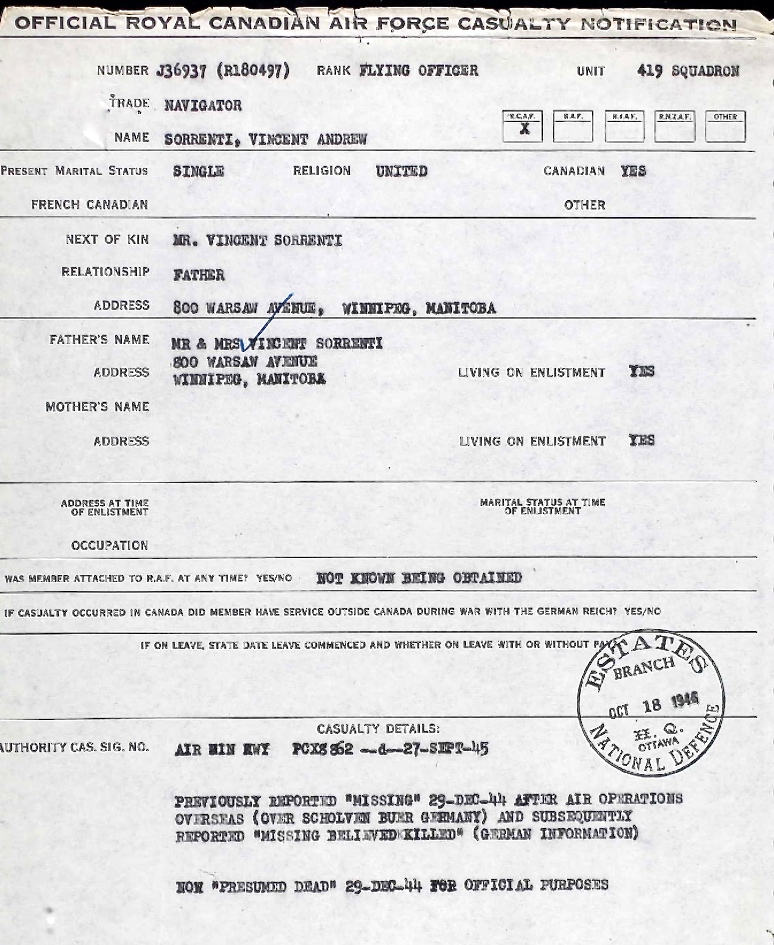 OFFICIAL ROYAL CANADIAN AIR FORCE CASUALTY NOTIFICATION
NUMBER J36937 (R180497) RANK FLYING OFFICER UNIT 419 SQUADRON
TRADE NAVIGATOR
R.C.A.F. R.A.F. R.A.A.F. R.N.Z.A.F. OTHER
X
NAME SORRENTI, VINCENT ANDREW
PRESENT MARITAL STATUS SINGLE RELIGION UNITED CANADIAN YES
FRENCH CANADIAN OTHER
NEXT OF KIN MR. VINCENT SORRENTI
RELATIONSHIP FATHER
ADDRESS 800 WARSAW AVENUE, WINNIPEG, MANITOBA
FATHER'S NAME MR & MRS VINCENT SORRENTI
800 WARSAW AVENUE
ADDRESS WINNIPEG, MANITOBA LIVING ON ENLISTMENT YES
MOTHER'S NAME
ADDRESS LIVING ON ENLISTMENT YES
ADDRESS AT TIME OF ENLISTMENT MARITAL STATUS AT TIME OF ENLISTMENT
OCCUPATION
WAS MEMBER ATTACHED TO R.A.F. AT ANY TIME? YES/NO NOT KNOWN BEING OBTAINED
IF CASUALTY OCCURRED IN CANADA DID MEMBER HAVE SERVICE OUTSIDE CANADA DURING WAR WITH THE GERMAN REICH? YES/NO
IF ON LEAVE, STATE DATE LEAVE COMMENCED AND WHETHER ON LEAVE WITH OR WITHOUT PAY
ESTATES
BRANCH
OCT 18 1946
H. Q.
OTTAWA
NATIONAL DEFENCE
CASUALTY DETAILS:
AUTHORITY CAS. SIG. NO. AIR MIN KWY PCX8862 -d-27-SEPT-45
PREVIOUSLY REPORTED "MISSING" 29-DEC-44 AFTER AIR OPERATIONS
OVERSEAS (OVER SCHOLVEN BUER GERMANY) AND SUBSEQUENTLY
REPORTED "MISSING BELIEVED KILLED" (GERMAN INFORMATION)
NOW "PRESUMED DEAD" 29-DEC-44 FOR OFFICIAL PURPOSES